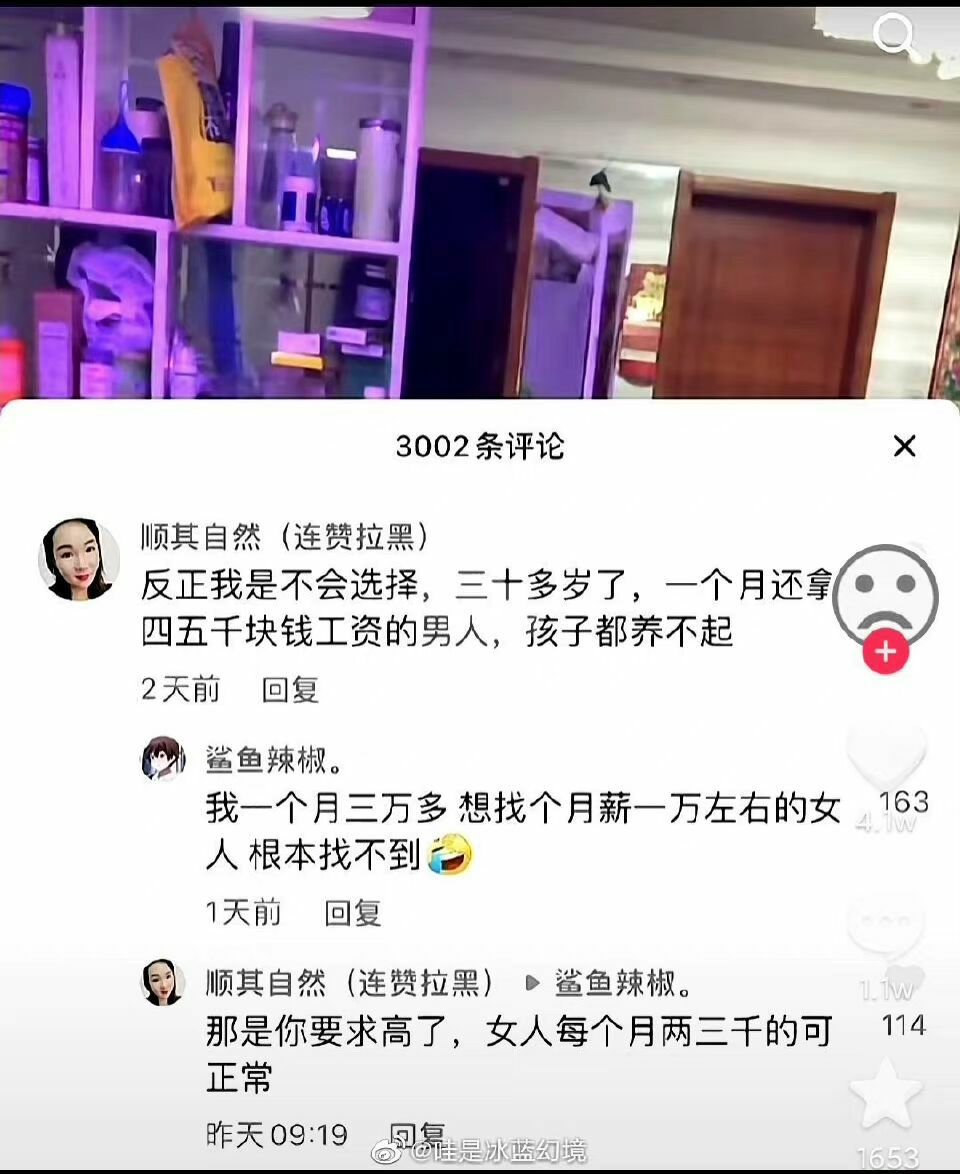 3002条评论
顺其自然（连赞拉黑）
反正我是不会选择，三十多岁了，一个月还拿
四五千块钱工资的男人，孩子都养不起
2天前 回复
鲨鱼辣椒。
我一个月三万多 想找个月薪一万左右的女
人 根本找不到
163
4.1w
1天前 回复
顺其自然（连赞拉黑）▶ 鲨鱼辣椒。
1.1w
那是你要求高了，女人每个月两三千的可
114
正常
昨天09:19 回复
@哇是冰蓝幻境
1653